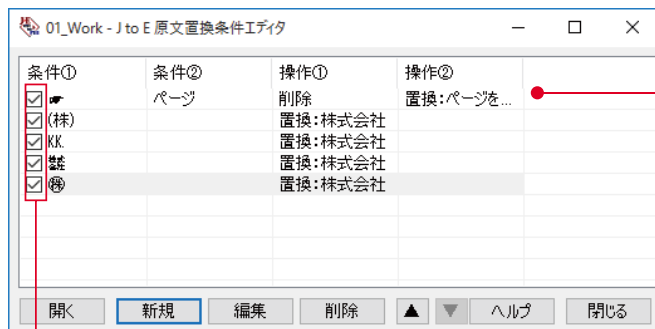 01_Work - J to E 原文置換条件エディタ
条件① 条件② 操作① 操作②
☛ ページ 削除 置換:ページを...
(株) 置換:株式会社
KK. 置換:株式会社
㍿ 置換:株式会社
㊑ 置換:株式会社
開く 新規 編集 削除 ▲ ▼ ヘルプ 閉じる